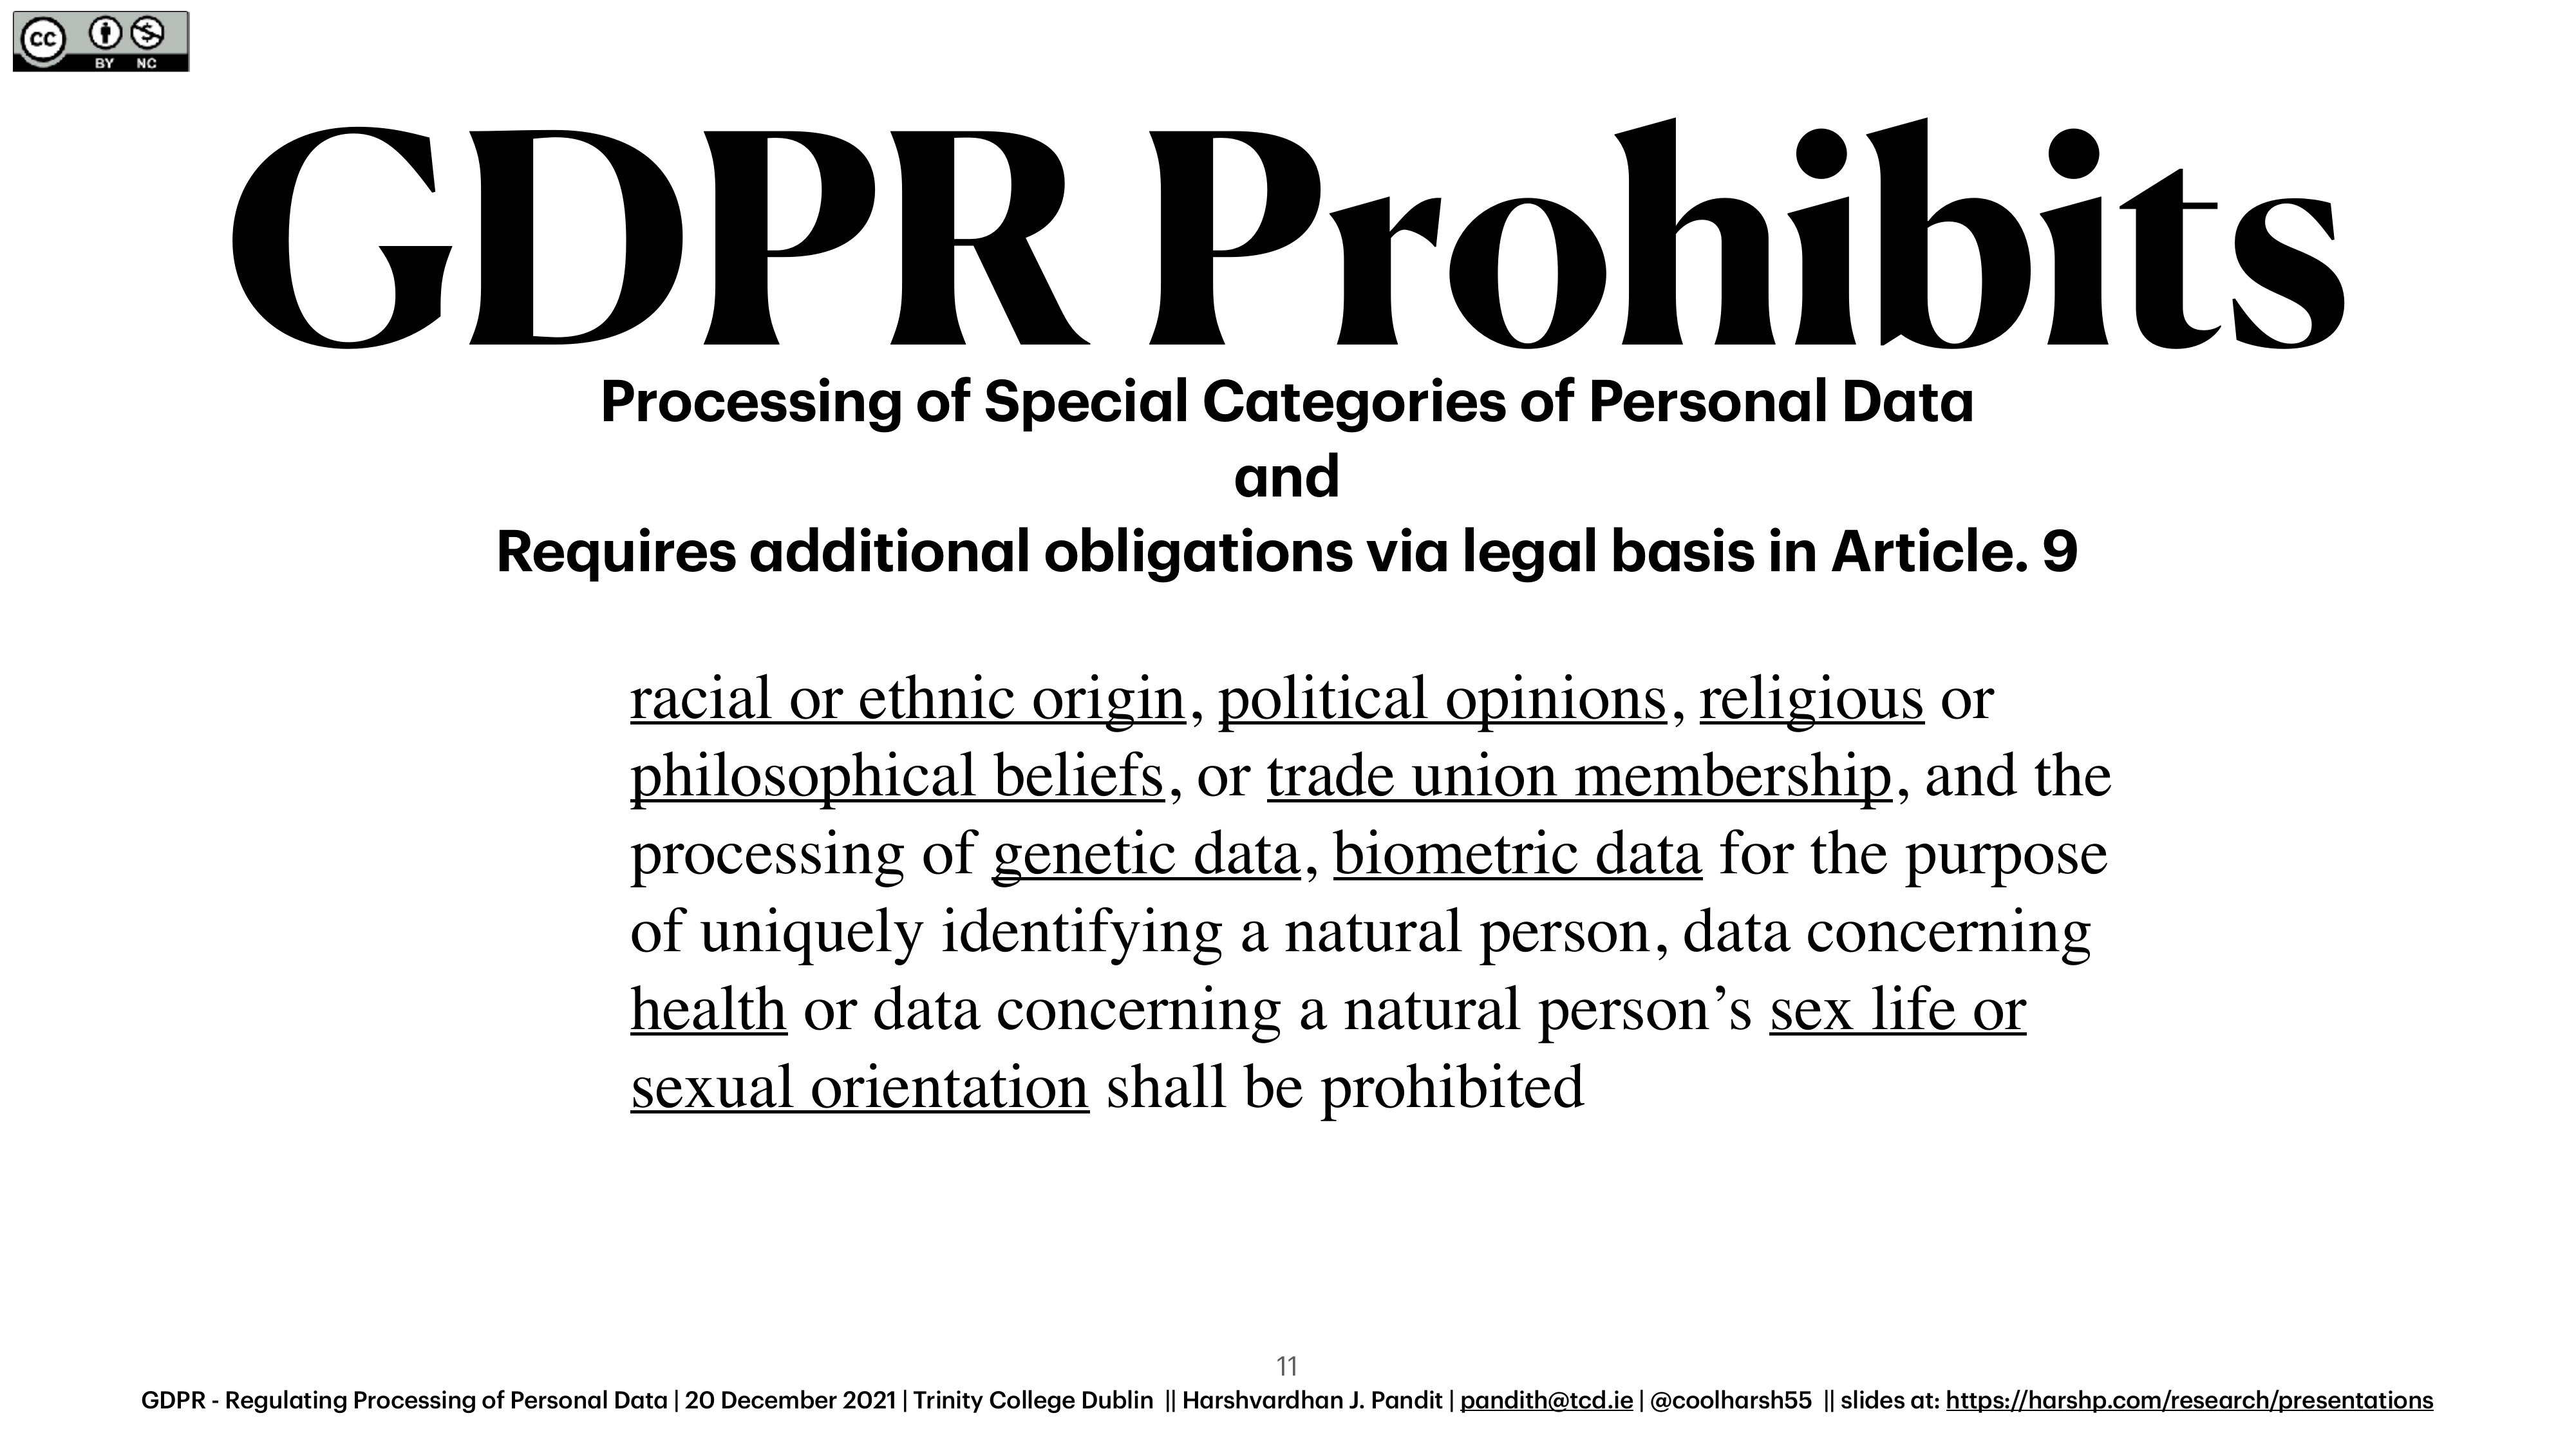 cc
BY NC
GDPR Prohibits
Processing of Special Categories of Personal Data
and
Requires additional obligations via legal basis in Article. 9
racial or ethnic origin, political opinions, religious or
philosophical beliefs, or trade union membership, and the
processing of genetic data, biometric data for the purpose
of uniquely identifying a natural person, data concerning
health or data concerning a natural person’s sex life or
sexual orientation shall be prohibited
11
GDPR - Regulating Processing of Personal Data | 20 December 2021 | Trinity College Dublin || Harshvardhan J. Pandit | pandith@tcd.ie | @coolharsh55 || slides at: https://harshp.com/research/presentations